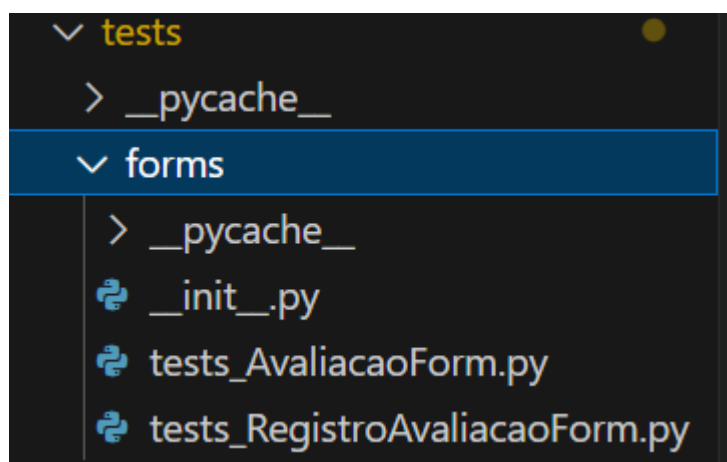 tests
__pycache__
forms
__pycache__
__init__.py
tests_AvaliacaoForm.py
tests_RegistroAvaliacaoForm.py